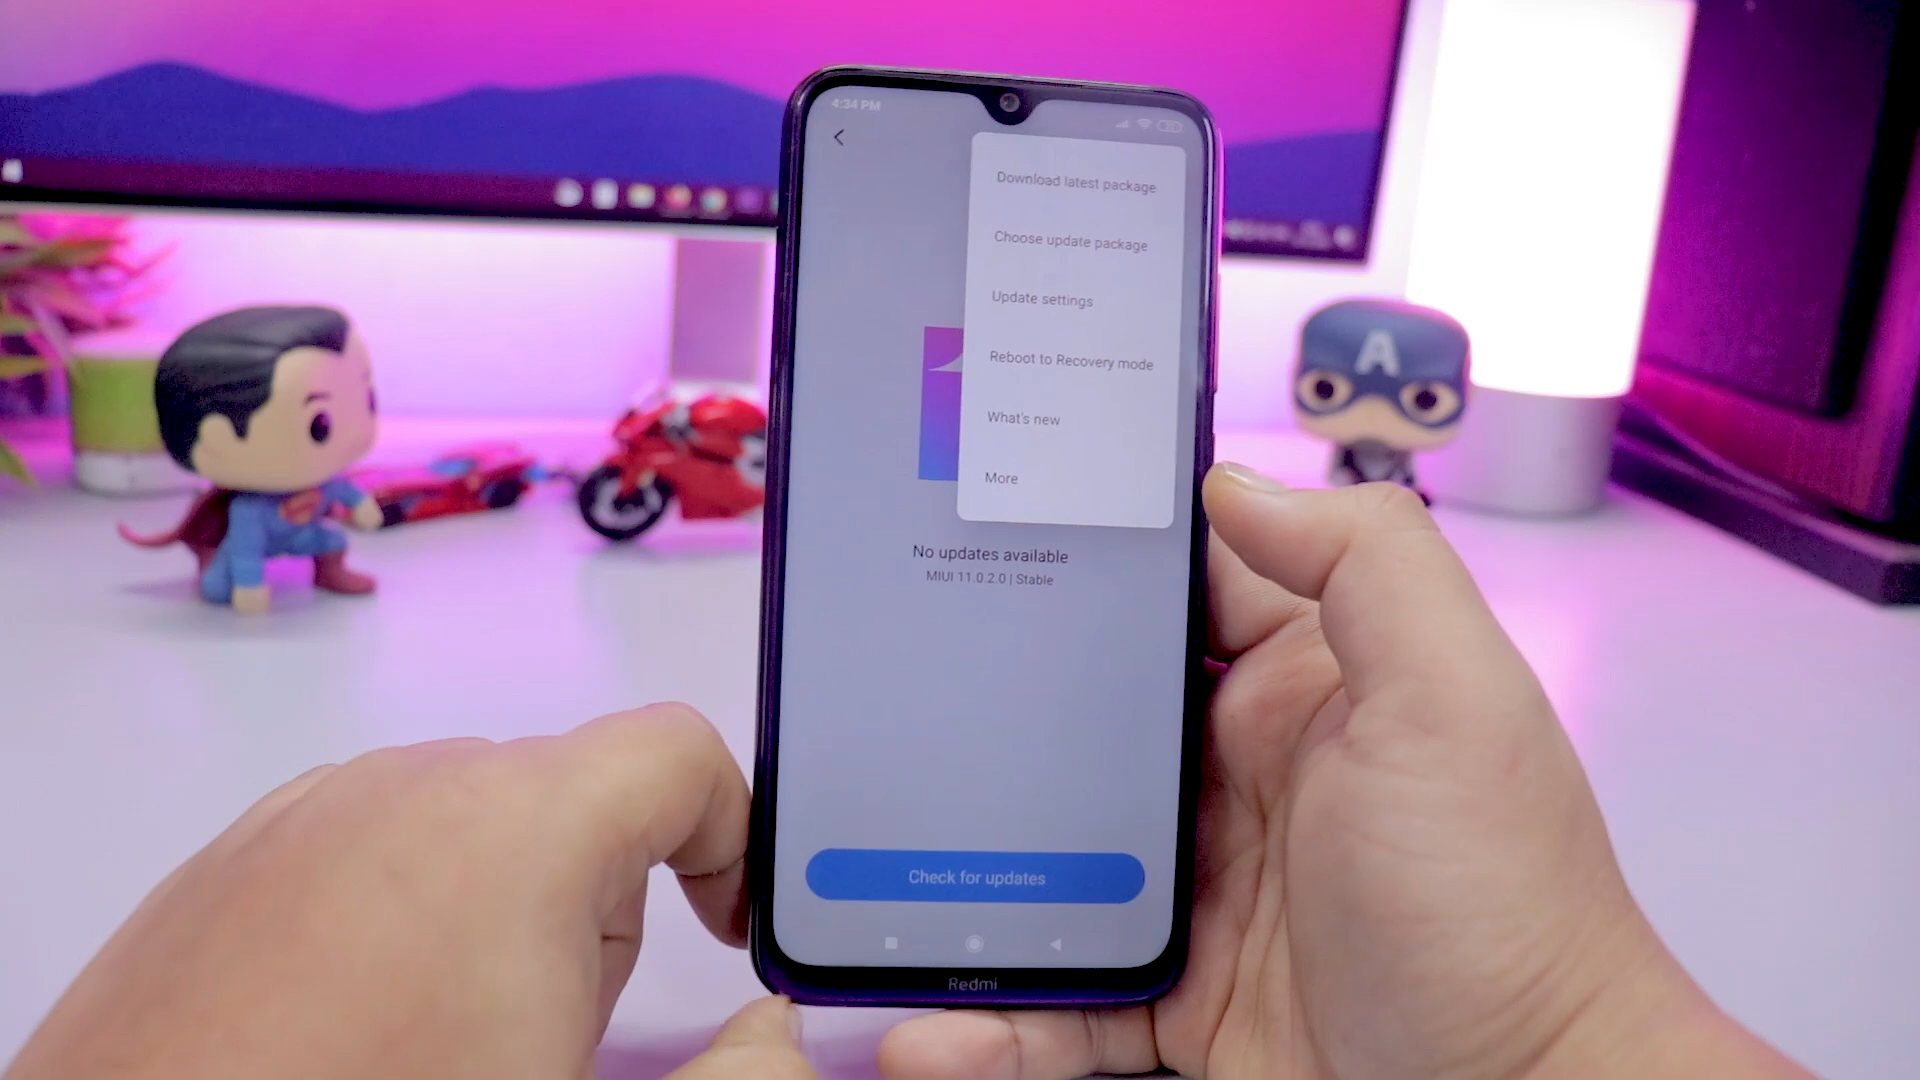 4:34 PM
Download latest package
Choose update package
Update settings
Reboot to Recovery mode
What's new
More
No updates available
MIUI 11.0.2.0 | Stable
Check for updates
Redmi
A